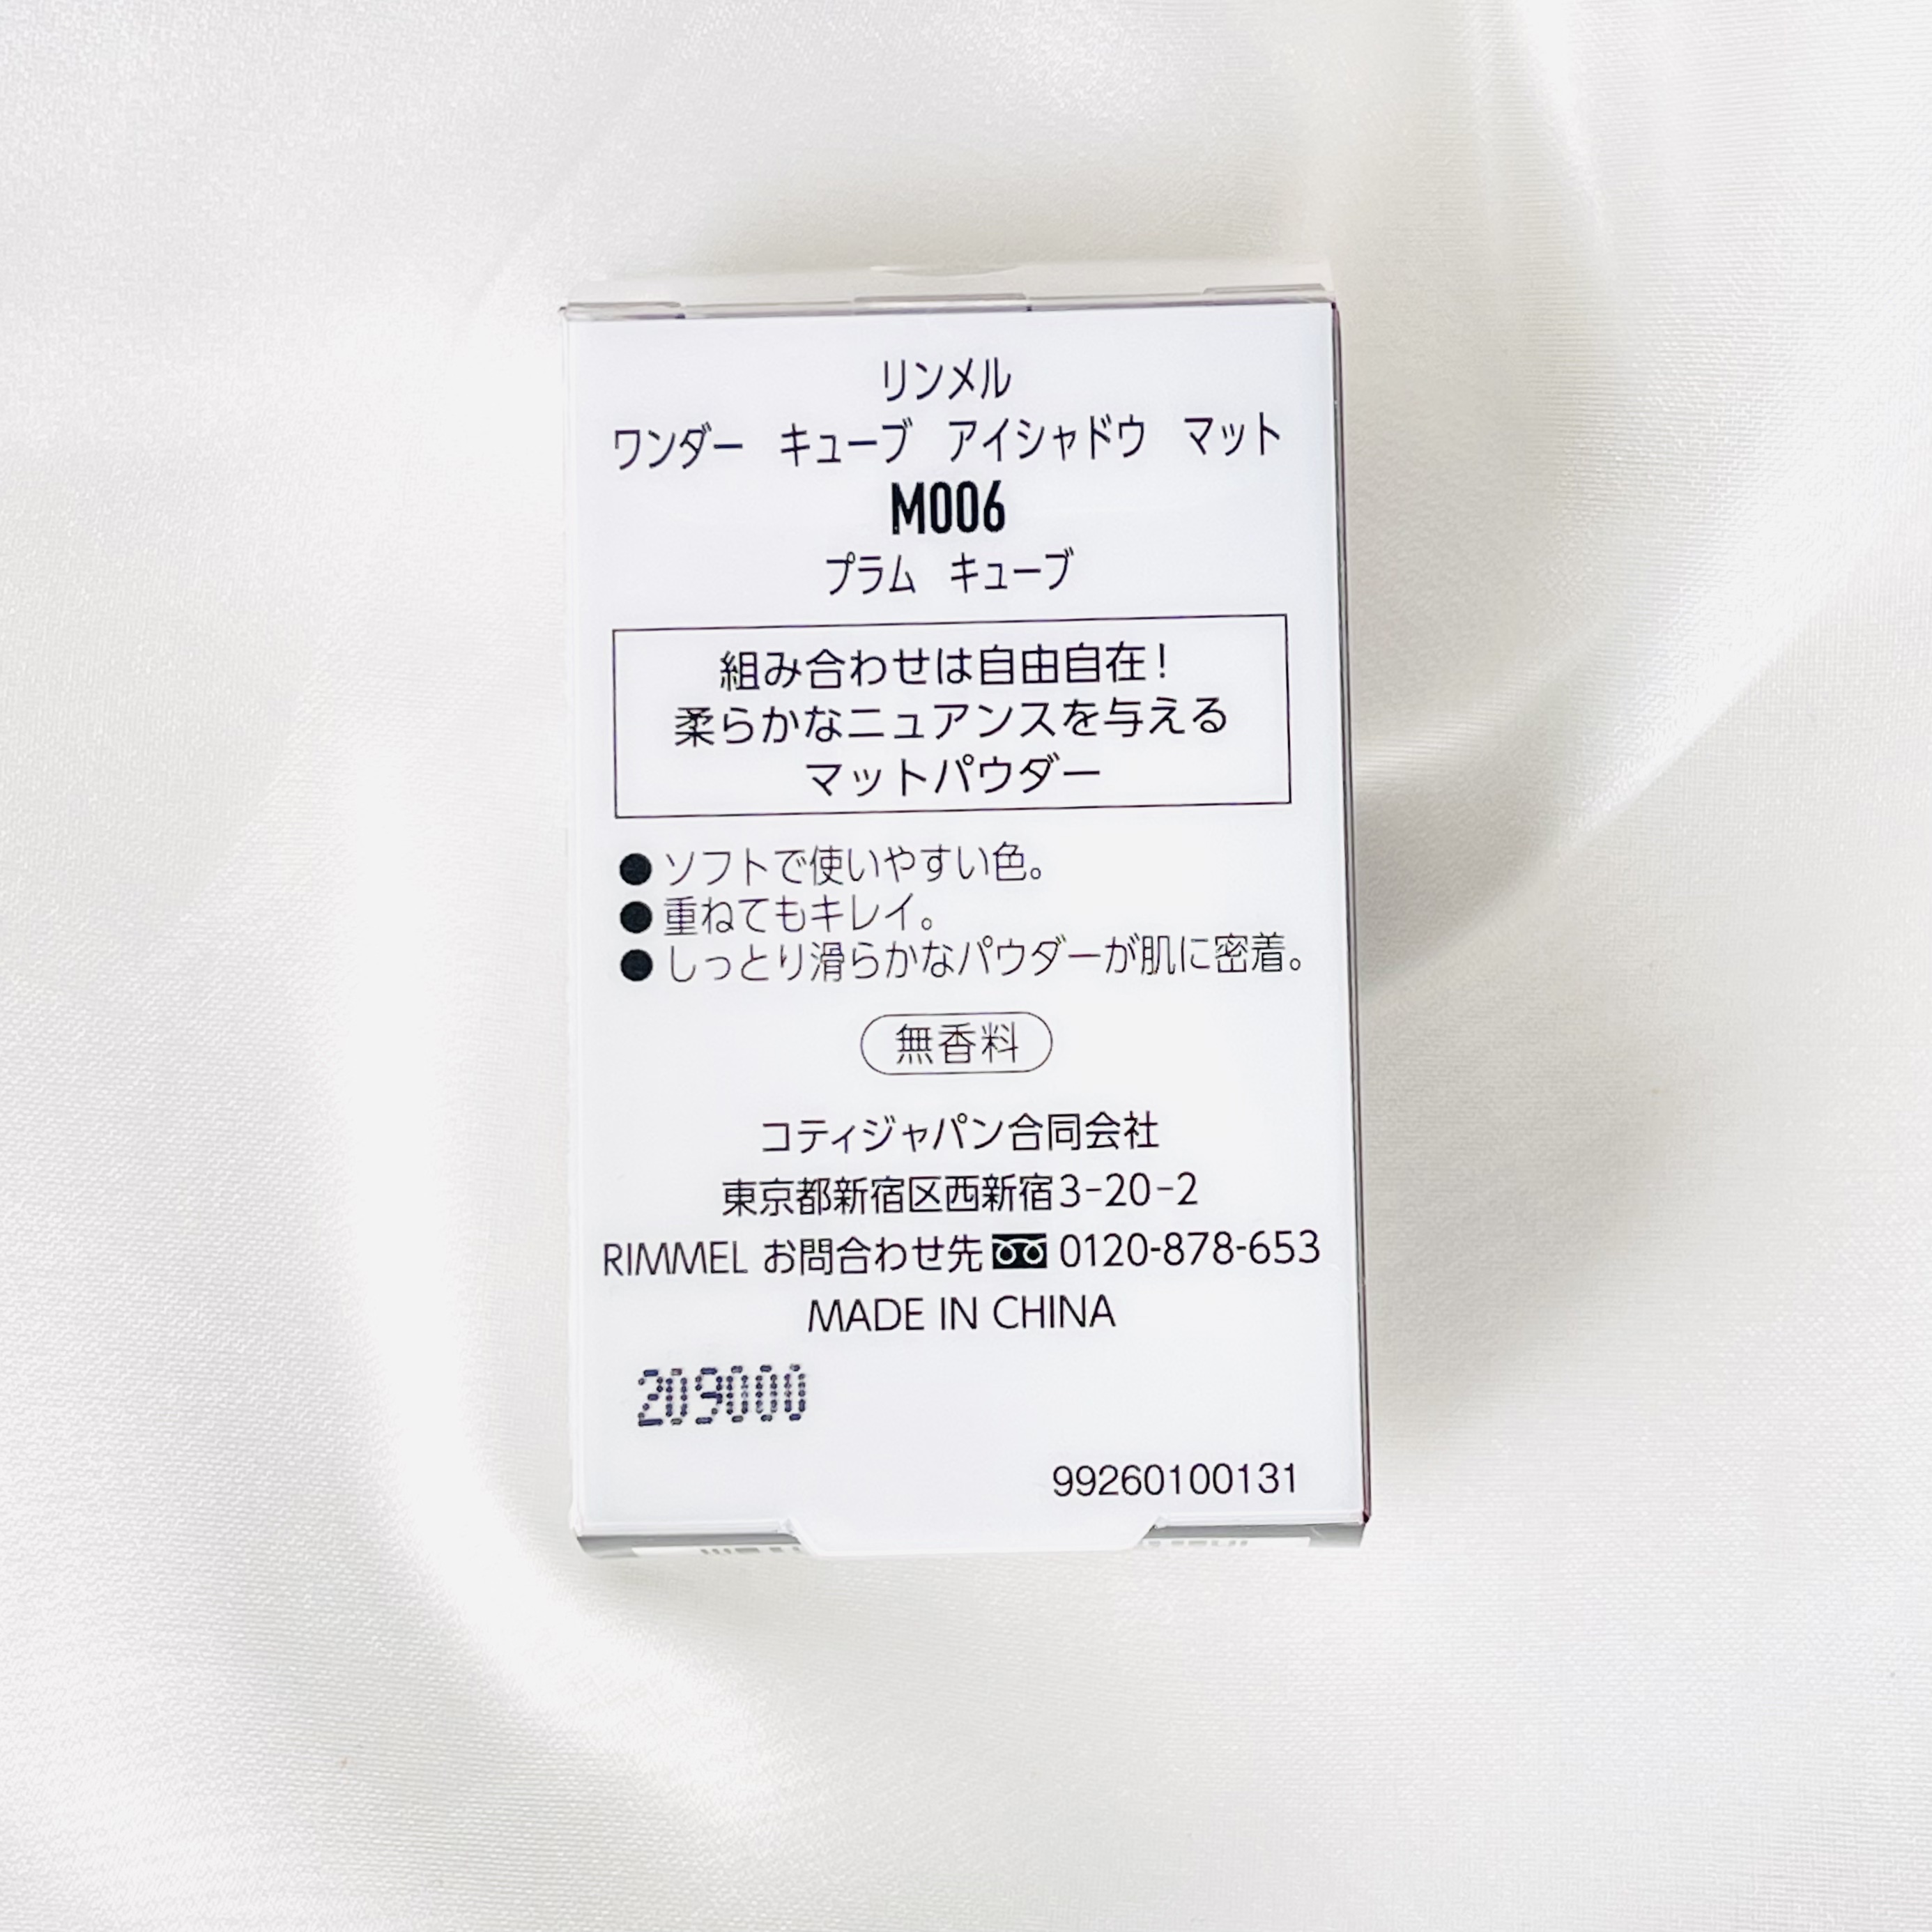 リンメル
ワンダー キューブ アイシャドウ マット
M006
プラム キューブ
組み合わせは自由自在！
柔らかなニュアンスを与える
マットパウダー
●ソフトで使いやすい色。
●重ねてもキレイ。
●しっとり滑らかなパウダーが肌に密着。
無香料
コティジャパン合同会社
東京都新宿区西新宿3-20-2
RIMMEL お問合わせ先 0120-878-653
MADE IN CHINA
209000
99260100131